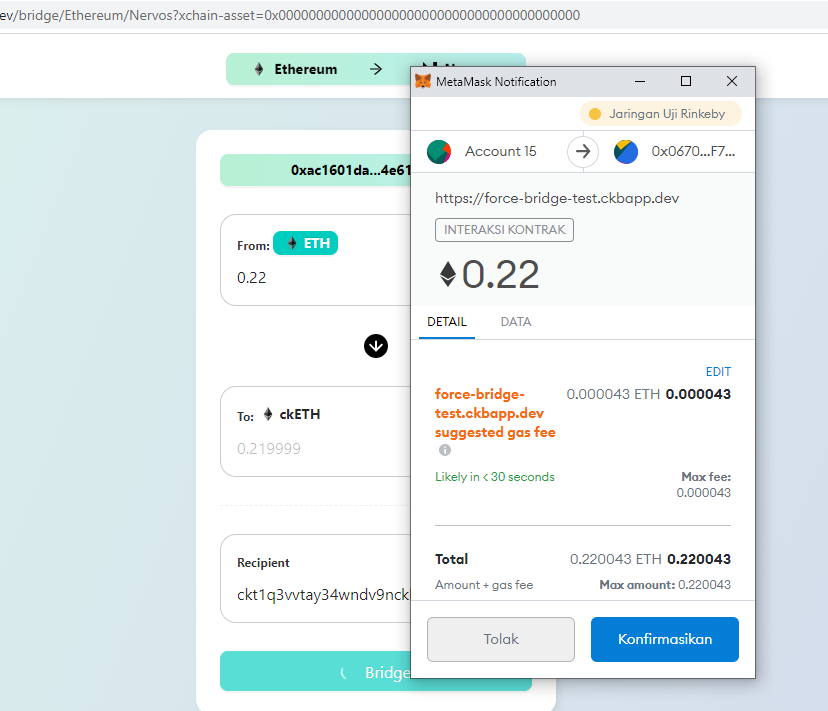 ev/bridge/Ethereum/Nervos?xchain-asset=0x0000000000000000000000000000000000000000
Ethereum
MetaMask Notification
Jaringan Uji Rinkeby
Account 15
0x0670...F7...
0xac1601da...4e61
https://force-bridge-test.ckbapp.dev
INTERAKSI KONTRAK
0.22
From: ETH
0.22
DETAIL
DATA
EDIT
force-bridge-
test.ckbapp.dev
suggested gas fee
0.000043 ETH 0.000043
Likely in < 30 seconds
Max fee:
0.000043
To: ckETH
0.219999
Total
0.220043 ETH 0.220043
Amount + gas fee
Max amount: 0.220043
Recipient
ckt1q3vvtay34wndv9nck
Tolak
Konfirmasikan
Bridge